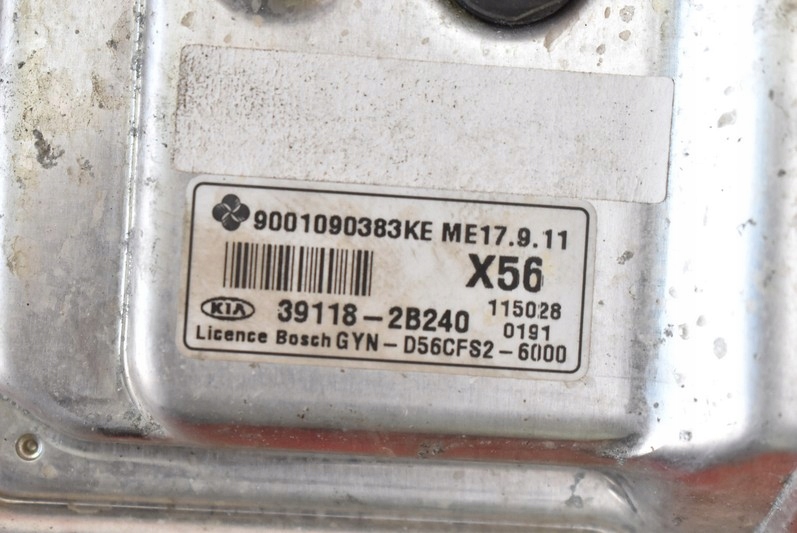 9001090383KE ME17.9.11
X56
KIA 39118-2B240 115028
0191
Licence Bosch GYN-D56CFS2-6000